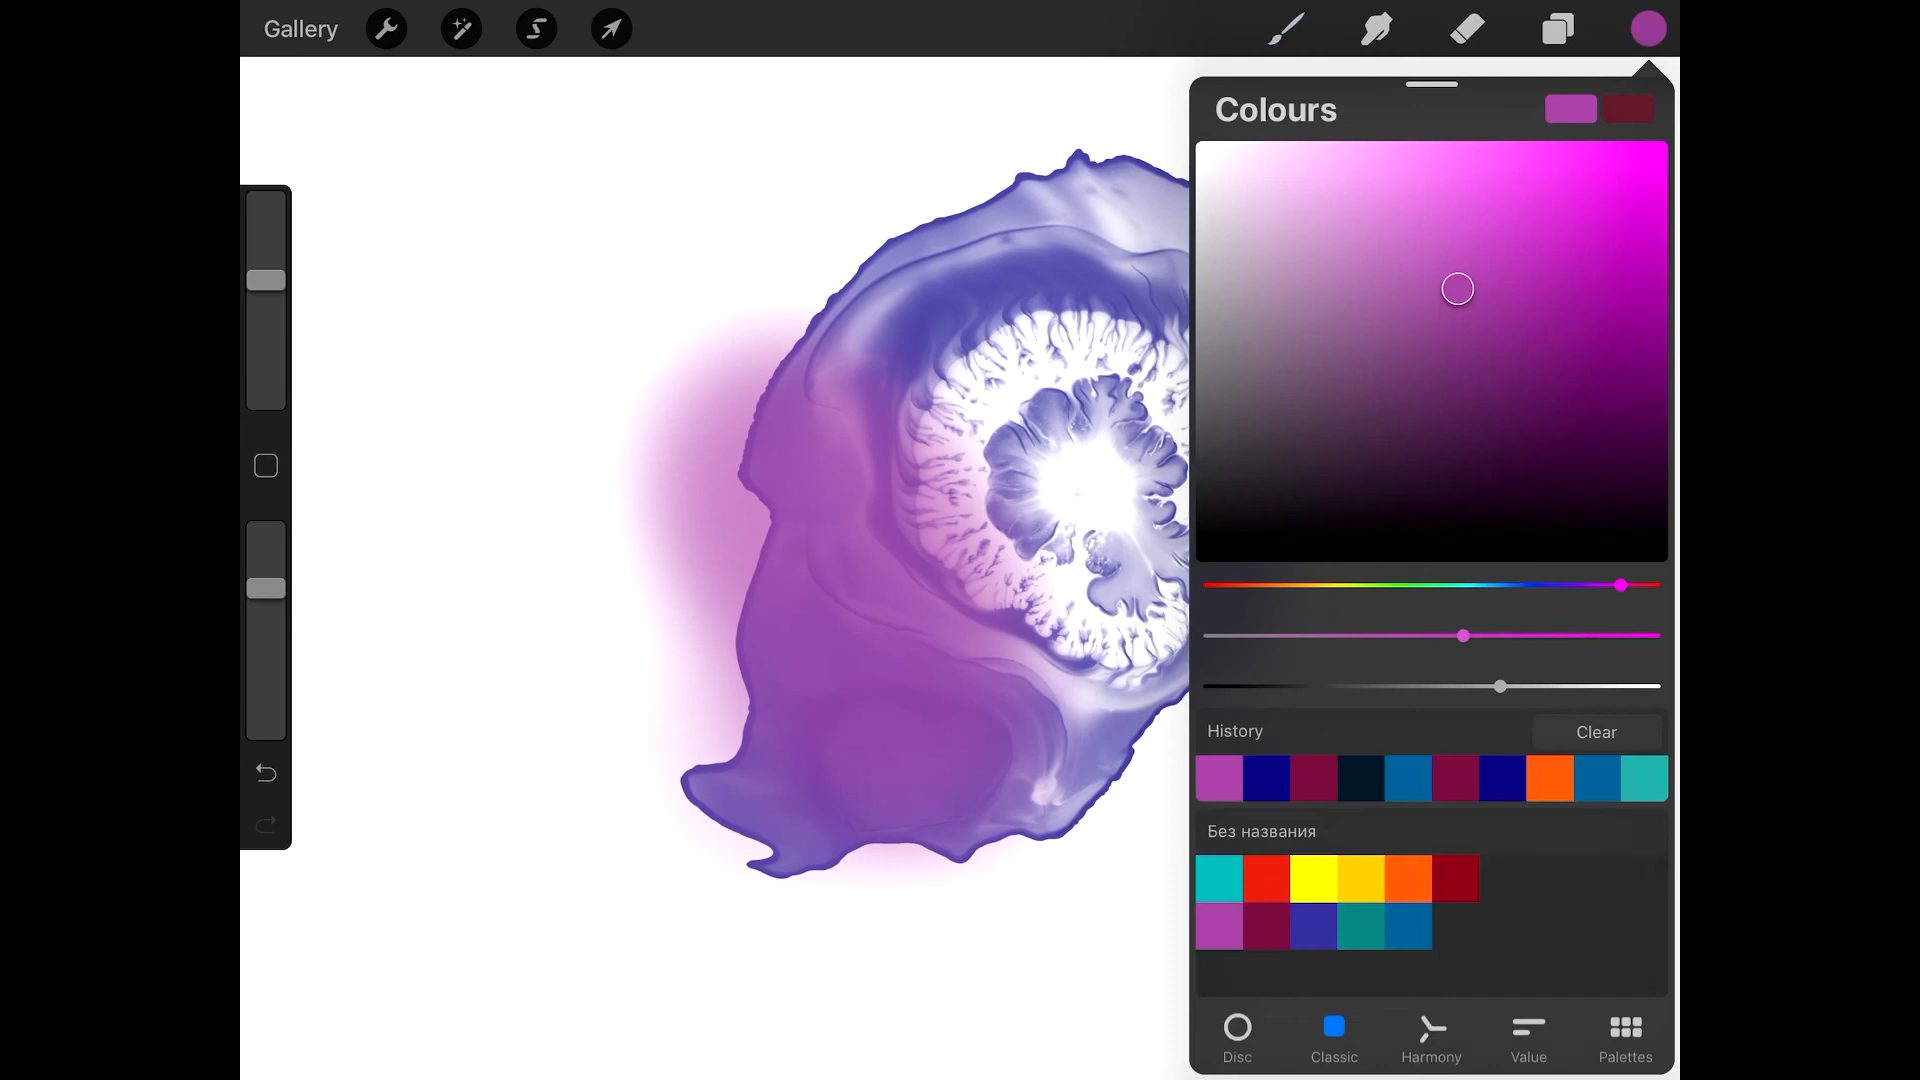 Gallery
Colours
History
Clear
Без названия
Disc
Classic
Harmony
Value
Palettes